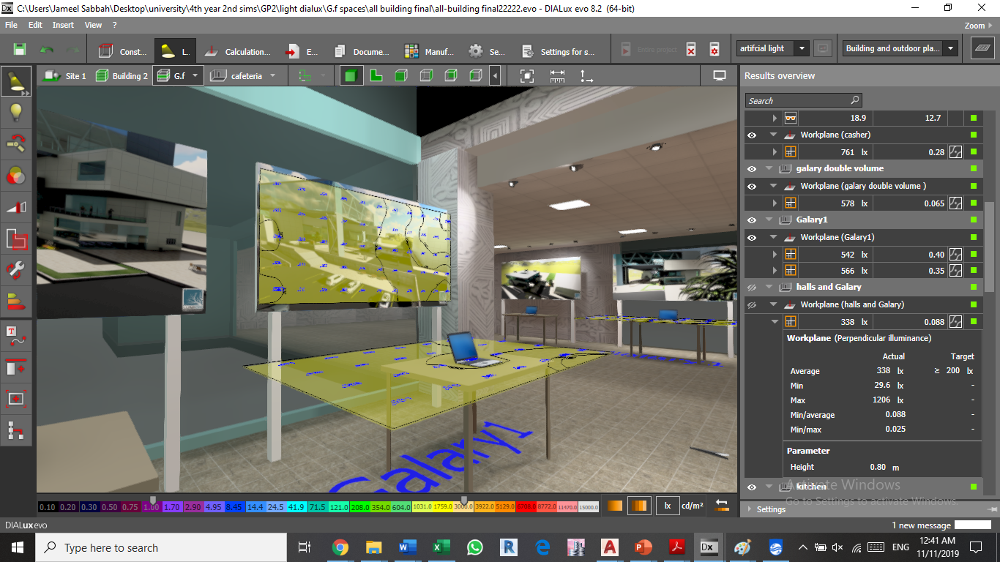 C:\Users\Jameel Sabbah\Desktop\university\4th year 2nd sims\GP2\light dialux\G.f spaces\all building final\all-building final22222.evo - DIALux evo 8.2 (64-bit)
File Edit Insert View ?
Zoom
Const... L. Calculation... E... Docume... Manuf... Se... Settings for s... Entire project artifcial light Building and outdoor pla...
Site 1 Building 2 G.f cafeteria
Results overview
Search
18.9 12.7
Workplane (casher)
761 lx 0.28
galary double volume
Workplane (galary double volume )
578 lx 0.065
Galary1
Workplane (Galary1)
542 lx 0.40
566 lx 0.35
halls and Galary
Workplane (halls and Galary)
338 lx 0.088
Workplane (Perpendicular illuminance)
Actual Target
Average 338 lx ≥ 200 lx
Min 29.6 lx -
Max 1206 lx -
Min/average 0.088 -
Min/max 0.025 -
Parameter
Height 0.80 m
kitchen
Activate Windows
Go to Settings to activate Windows.
Settings
Galary1
0.10 0.20 0.30 0.50 0.75 1.00 1.70 2.90 4.95 8.45 14.4 24.5 41.9 71.5 121.0 208.0 354.0 604.0 1031.0 1759.0 3000.0 3922.0 5129.0 6708.0 8772.0 11470.0 15000.0
lx cd/m²
DIALux evo
1 new message
Type here to search
ENG
12:41 AM
11/11/2019